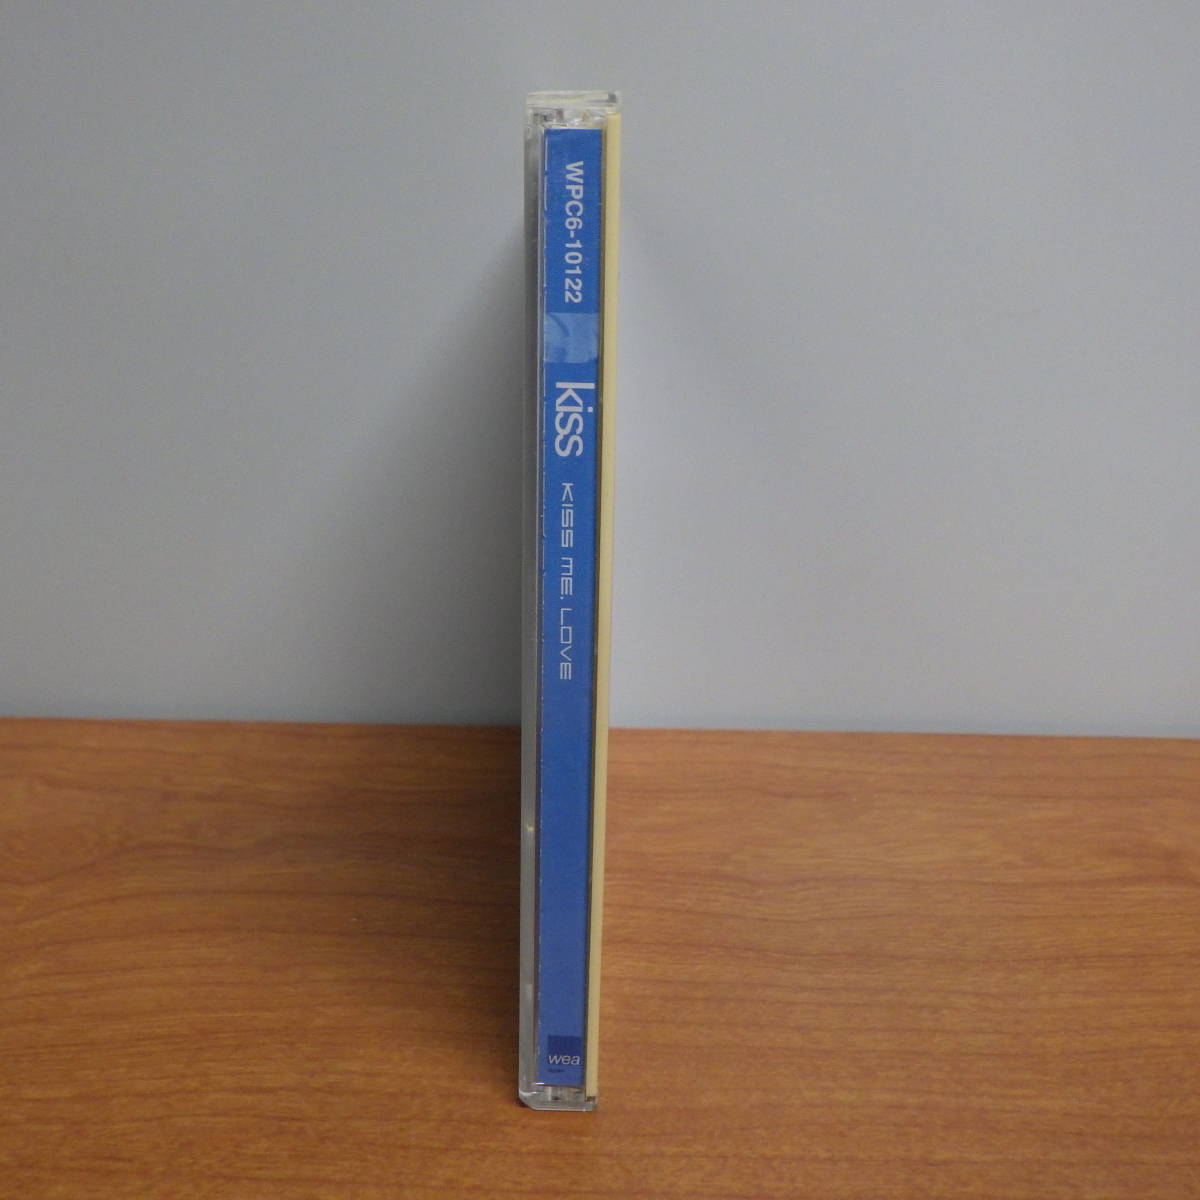 WPC6-10122
kiss
KISS ME, LOVE
wea